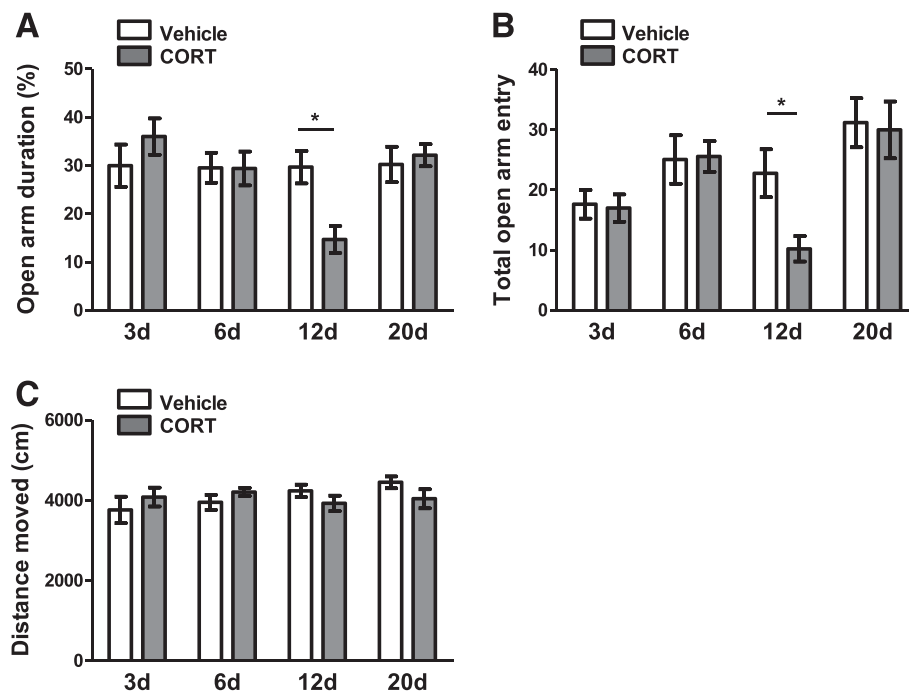 A
Vehicle
CORT
Open arm duration (%)
50
40
30
20
10
0
*
3d 6d 12d 20d
B
Vehicle
CORT
Total open arm entry
40
30
20
10
0
*
3d 6d 12d 20d
C
Vehicle
CORT
Distance moved (cm)
6000
4000
2000
0
3d 6d 12d 20d